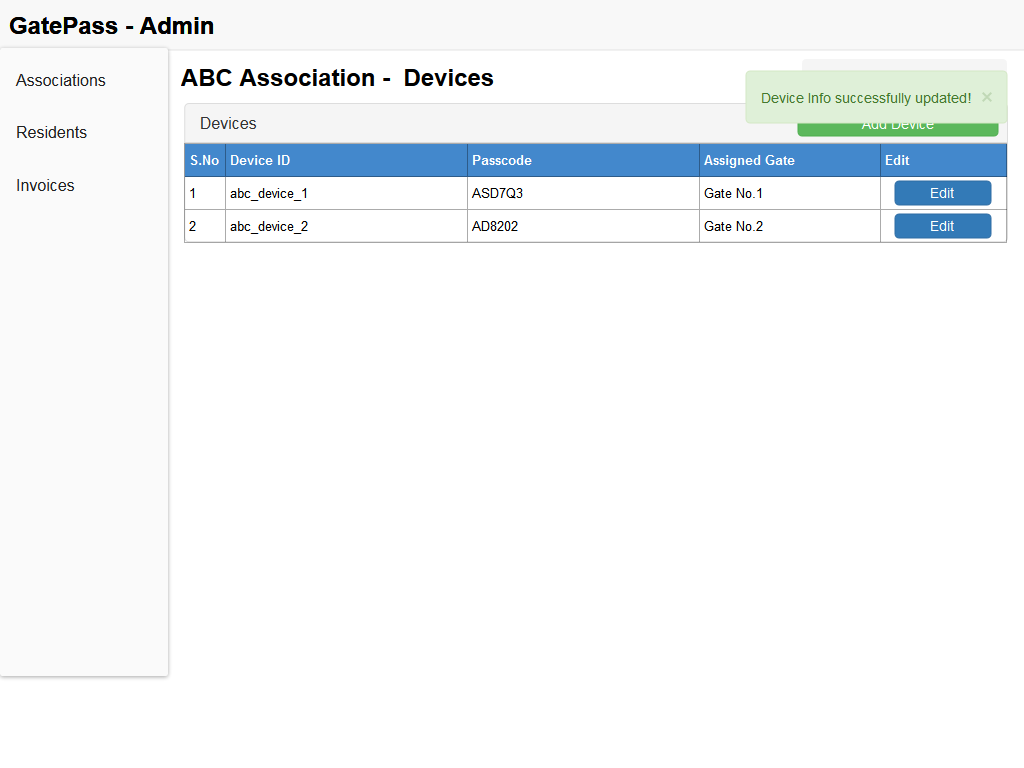 GatePass - Admin
Associations
Residents
Invoices
ABC Association - Devices
Device Info successfully updated! ×
Devices
Add Device
S.No Device ID Passcode Assigned Gate Edit
1 abc_device_1 ASD7Q3 Gate No.1 Edit
2 abc_device_2 AD8202 Gate No.2 Edit